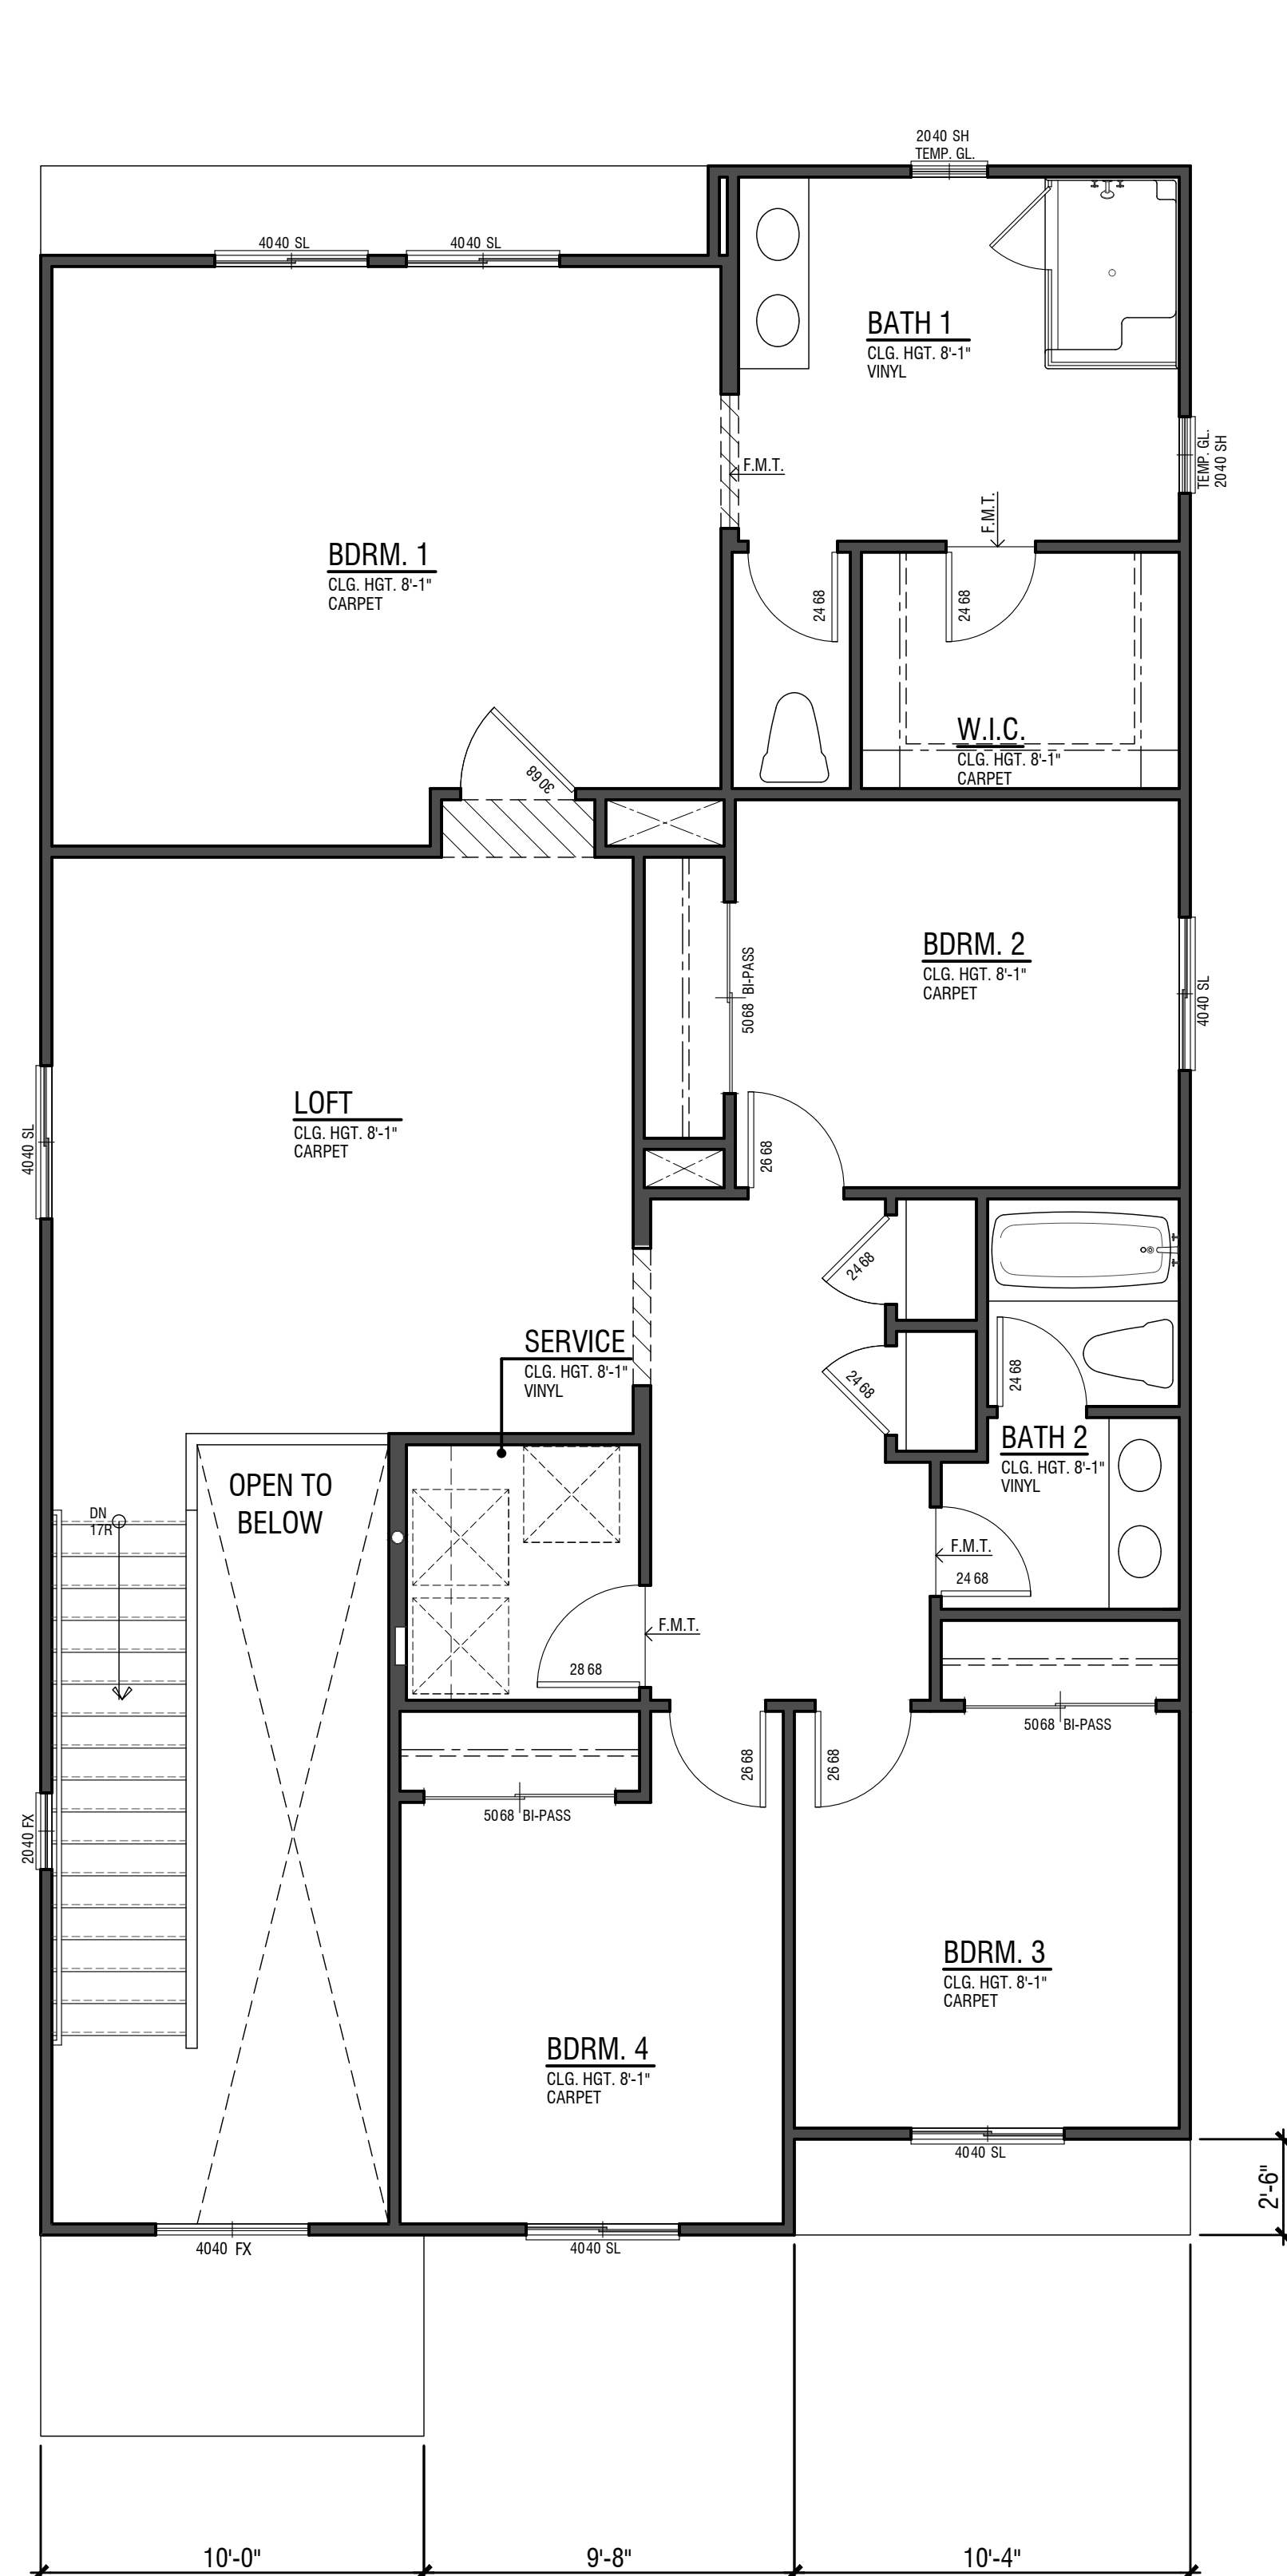 2040 SH
TEMP. GL.
4040 SL
4040 SL
BATH 1
CLG. HGT. 8'-1"
VINYL
TEMP. GL.
2040 SH
F.M.T.
F.M.T.
BDRM. 1
CLG. HGT. 8'-1"
CARPET
24 68
24 68
W.I.C.
CLG. HGT. 8'-1"
CARPET
30 68
BDRM. 2
CLG. HGT. 8'-1"
CARPET
5068 BI-PASS
4040 SL
LOFT
CLG. HGT. 8'-1"
CARPET
4040 SL
26 68
24 68
SERVICE
CLG. HGT. 8'-1"
VINYL
24 68
24 68
BATH 2
CLG. HGT. 8'-1"
VINYL
OPEN TO
BELOW
DN
17R
F.M.T.
24 68
F.M.T.
28 68
5068 BI-PASS
26 68
26 68
5068 BI-PASS
2040 FX
BDRM. 3
CLG. HGT. 8'-1"
CARPET
BDRM. 4
CLG. HGT. 8'-1"
CARPET
4040 SL
2'-6"
4040 FX
4040 SL
10'-0"
9'-8"
10'-4"